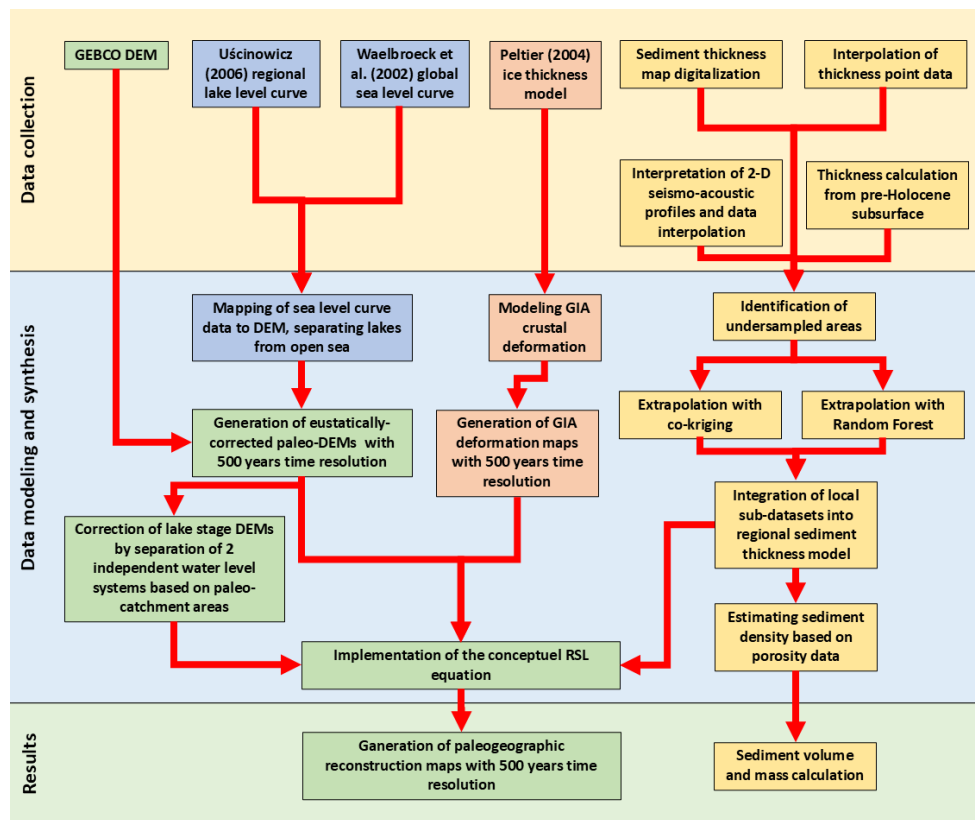 Data collection
GEBCO DEM
Uścinowicz
(2006) regional
lake level curve
Waelbroeck
et al. (2002) global
sea level curve
Peltier (2004)
ice thickness
model
Sediment thickness
map digitalization
Interpolation of
thickness point data
Interpretation of 2-D
seismo-acoustic
profiles and data
interpolation
Thickness calculation
from pre-Holocene
subsurface
Data modeling and synthesis
Mapping of sea level curve
data to DEM, separating lakes
from open sea
Modeling GIA
crustal
deformation
Identification of
undersampled areas
Generation of eustatically-
corrected paleo-DEMs with
500 years time resolution
Generation of GIA
deformation maps
with 500 years time
resolution
Extrapolation with
co-kriging
Extrapolation with
Random Forest
Correction of lake stage DEMs
by separation of 2
independent water level
systems based on paleo-
catchment areas
Integration of local
sub-datasets into
regional sediment
thickness model
Estimating sediment
density based on
porosity data
Implementation of the conceptuel RSL
equation
Results
Ganeration of paleogeographic
reconstruction maps with 500 years time
resolution
Sediment volume
and mass calculation